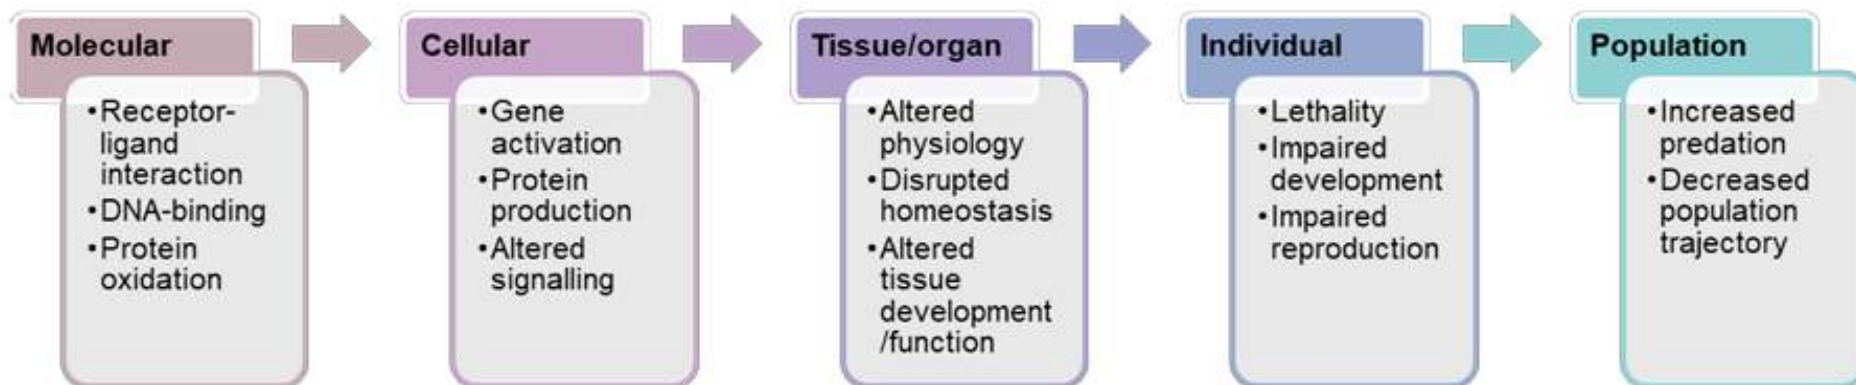 Molecular
•Receptor-
ligand
interaction
•DNA-binding
•Protein
oxidation
Cellular
•Gene
activation
•Protein
production
•Altered
signalling
Tissue/organ
•Altered
physiology
•Disrupted
homeostasis
•Altered
tissue
development
/function
Individual
•Lethality
•Impaired
development
•Impaired
reproduction
Population
•Increased
predation
•Decreased
population
trajectory